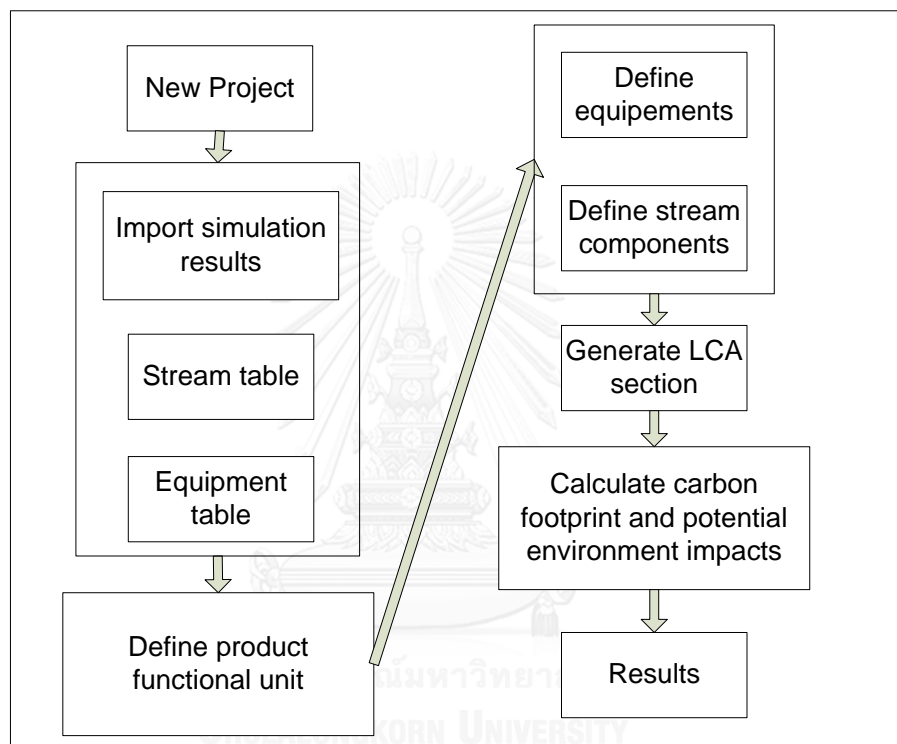 New Project
Import simulation
results
Stream table
Equipment
table
Define product
functional unit
Define
equipements
Define stream
components
Generate LCA
section
Calculate carbon
footprint and potential
environment impacts
Results
UNIVERSITY